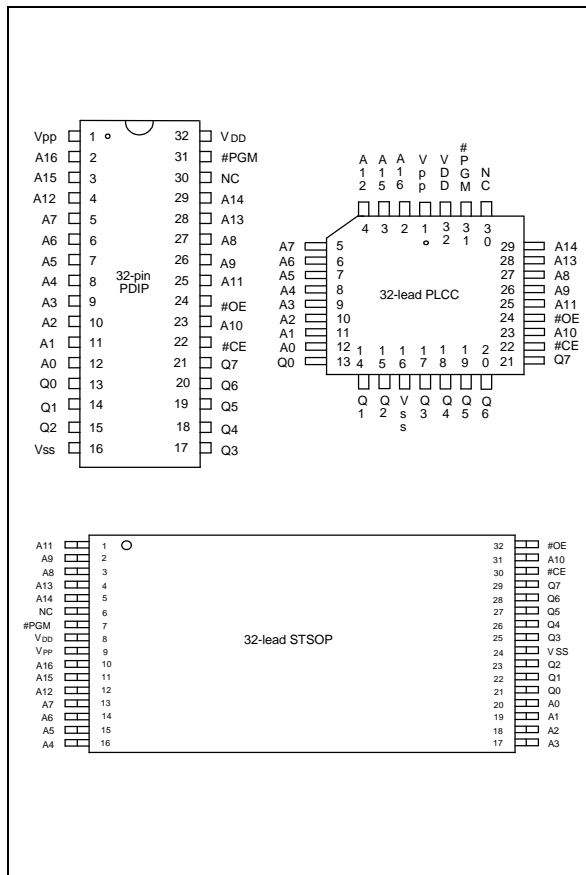 Vpp 1 32 VDD
A16 2 31 #PGM
A15 3 30 NC
A12 4 29 A14
A7 5 28 A13
A6 6 27 A8
A5 7 26 A9
A4 8 25 A11
A3 9 24 #OE
A2 10 23 A10
A1 11 22 #CE
A0 12 21 Q7
Q0 13 20 Q6
Q1 14 19 Q5
Q2 15 18 Q4
Vss 16 17 Q3
32-pin
PDIP
A12 A15 A16 Vpp VDD #PGM NC
4 3 2 1 32 31 30
A7 5 29 A14
A6 6 28 A13
A5 7 27 A8
A4 8 26 A9
A3 9 25 A11
A2 10 24 #OE
A1 11 23 A10
A0 12 22 #CE
Q0 13 21 Q7
32-lead PLCC
14 15 16 17 18 19 20
Q1 Q2 Vss Q3 Q4 Q5 Q6
A11 1 32 #OE
A9 2 31 A10
A8 3 30 #CE
A13 4 29 Q7
A14 5 28 Q6
NC 6 27 Q5
#PGM 7 26 Q4
VDD 8 25 Q3
VPP 9 24 VSS
A16 10 23 Q2
A15 11 22 Q1
A12 12 21 Q0
A7 13 20 A0
A6 14 19 A1
A5 15 18 A2
A4 16 17 A3
32-lead STSOP